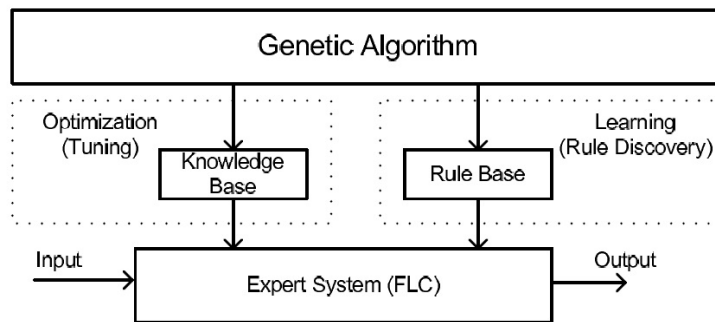 Genetic Algorithm
Optimization
(Tuning)
Knowledge
Base
Rule Base
Learning
(Rule Discovery)
Input
Expert System (FLC)
Output